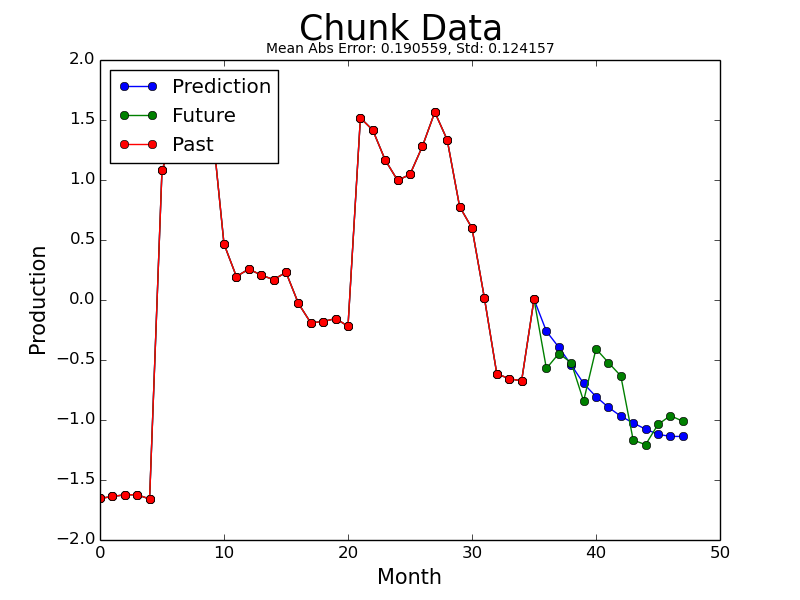 Chunk Data
Mean Abs Error: 0.190559, Std: 0.124157
Prediction
Future
Past
2.0
1.5
1.0
0.5
0.0
−0.5
−1.0
−1.5
−2.0
Production
0 10 20 30 40 50
Month